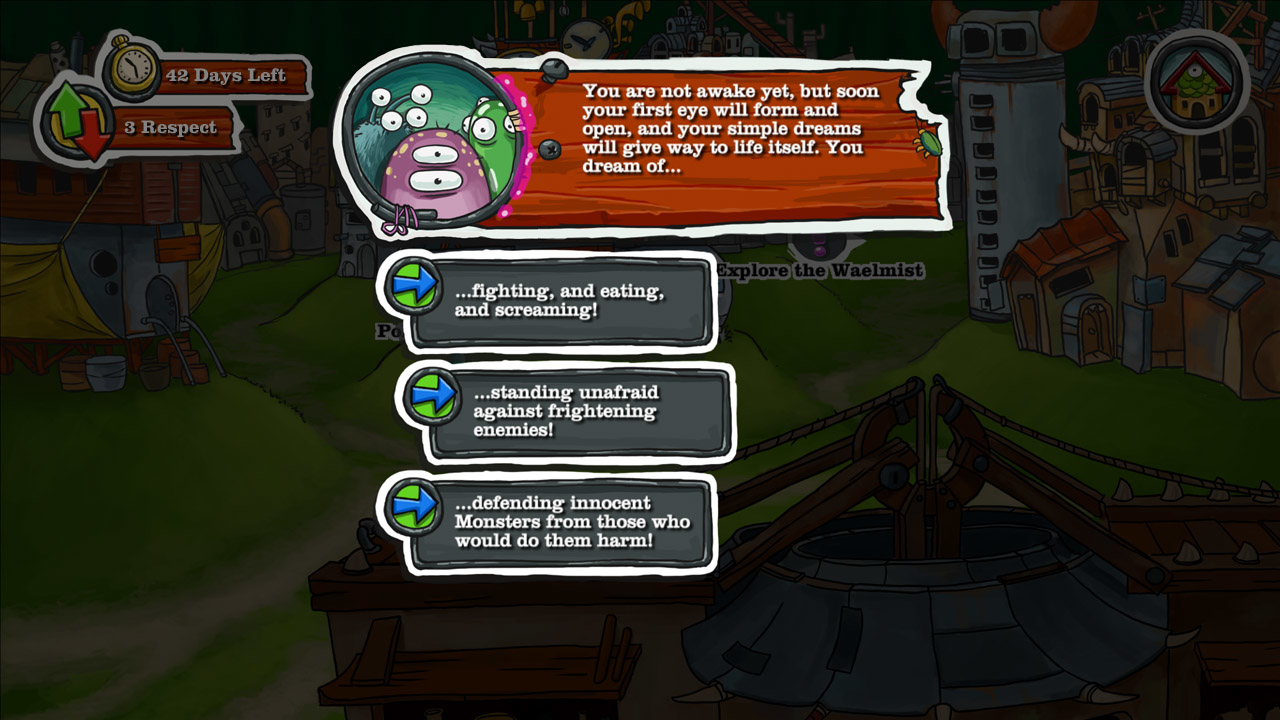 42 Days Left
3 Respect
You are not awake yet, but soon
your first eye will form and
open, and your simple dreams
will give way to life itself. You
dream of...
Explore the Waelmist
...fighting, and eating,
and screaming!
Po
...standing unafraid
against frightening
enemies!
...defending innocent
Monsters from those who
would do them harm!